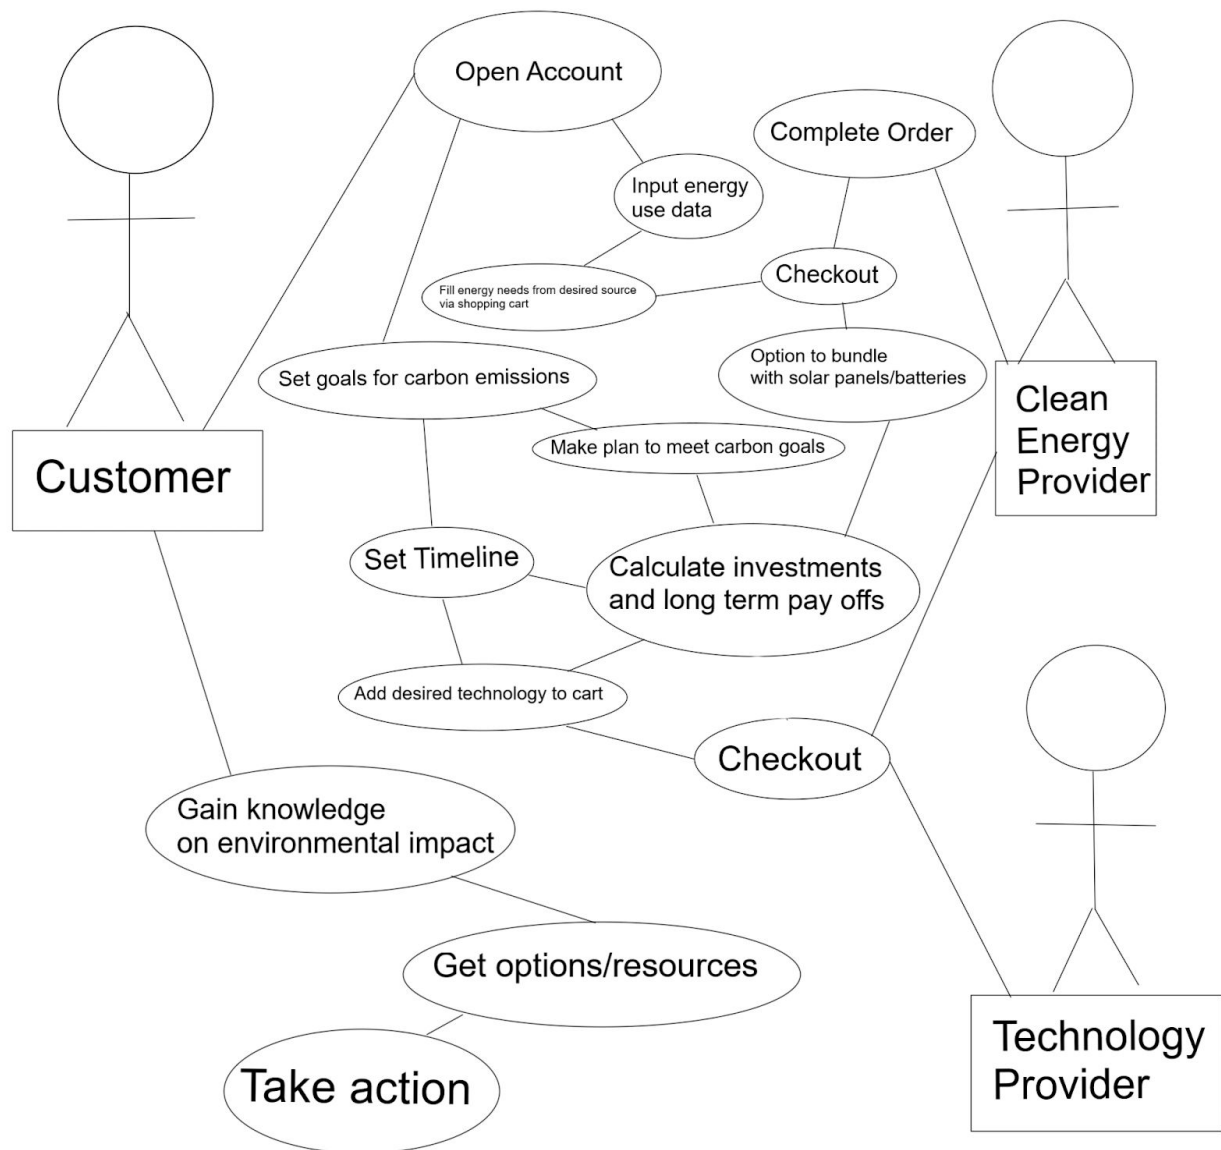 Open Account
Complete Order
Input energy
use data
Checkout
Fill energy needs from desired source
via shopping cart
Set goals for carbon emissions
Option to bundle
with solar panels/batteries
Clean
Energy
Provider
Customer
Make plan to meet carbon goals
Set Timeline
Calculate investments
and long term pay offs
Add desired technology to cart
Checkout
Gain knowledge
on environmental impact
Get options/resources
Technology
Provider
Take action